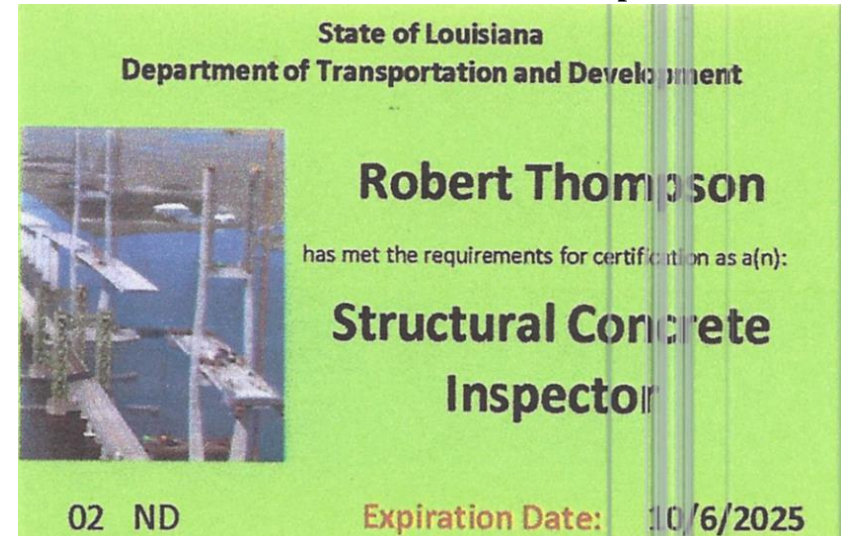 State of Louisiana
Department of Transportation and Development
Robert Thompson
has met the requirements for certification as a(n):
Structural Concrete
Inspector
02 ND
Expiration Date: 10/6/2025